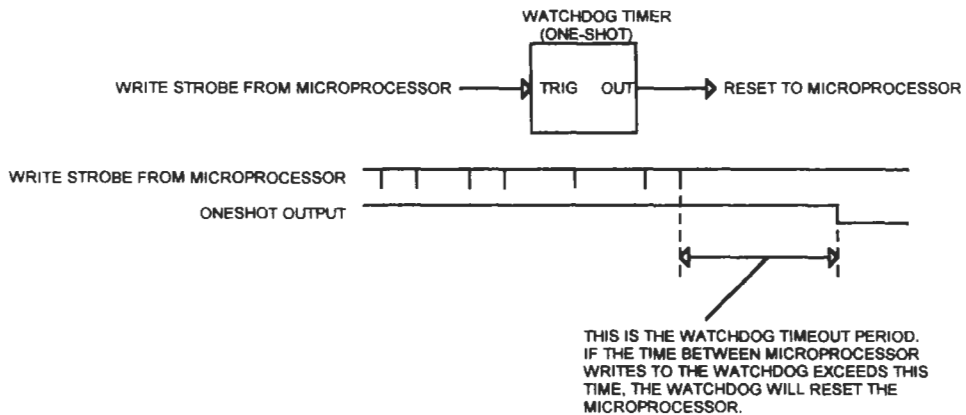 WATCHDOG TIMER
(ONE-SHOT)
WRITE STROBE FROM MICROPROCESSOR
TRIG OUT
RESET TO MICROPROCESSOR
WRITE STROBE FROM MICROPROCESSOR
ONESHOT OUTPUT
THIS IS THE WATCHDOG TIMEOUT PERIOD.
IF THE TIME BETWEEN MICROPROCESSOR
WRITES TO THE WATCHDOG EXCEEDS THIS
TIME, THE WATCHDOG WILL RESET THE
MICROPROCESSOR.